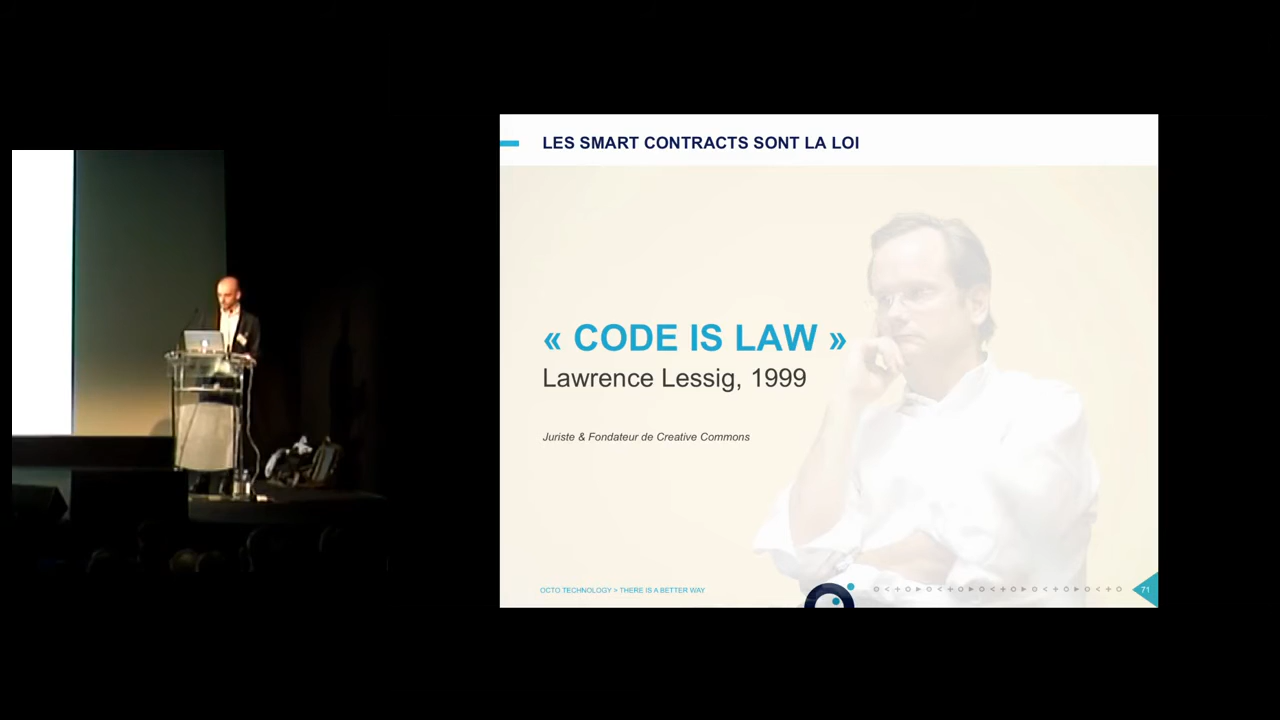 LES SMART CONTRACTS SONT LA LOI
« CODE IS LAW »
Lawrence Lessig, 1999
Juriste & Fondateur de Creative Commons
OCTO TECHNOLOGY > THERE IS A BETTER WAY
71